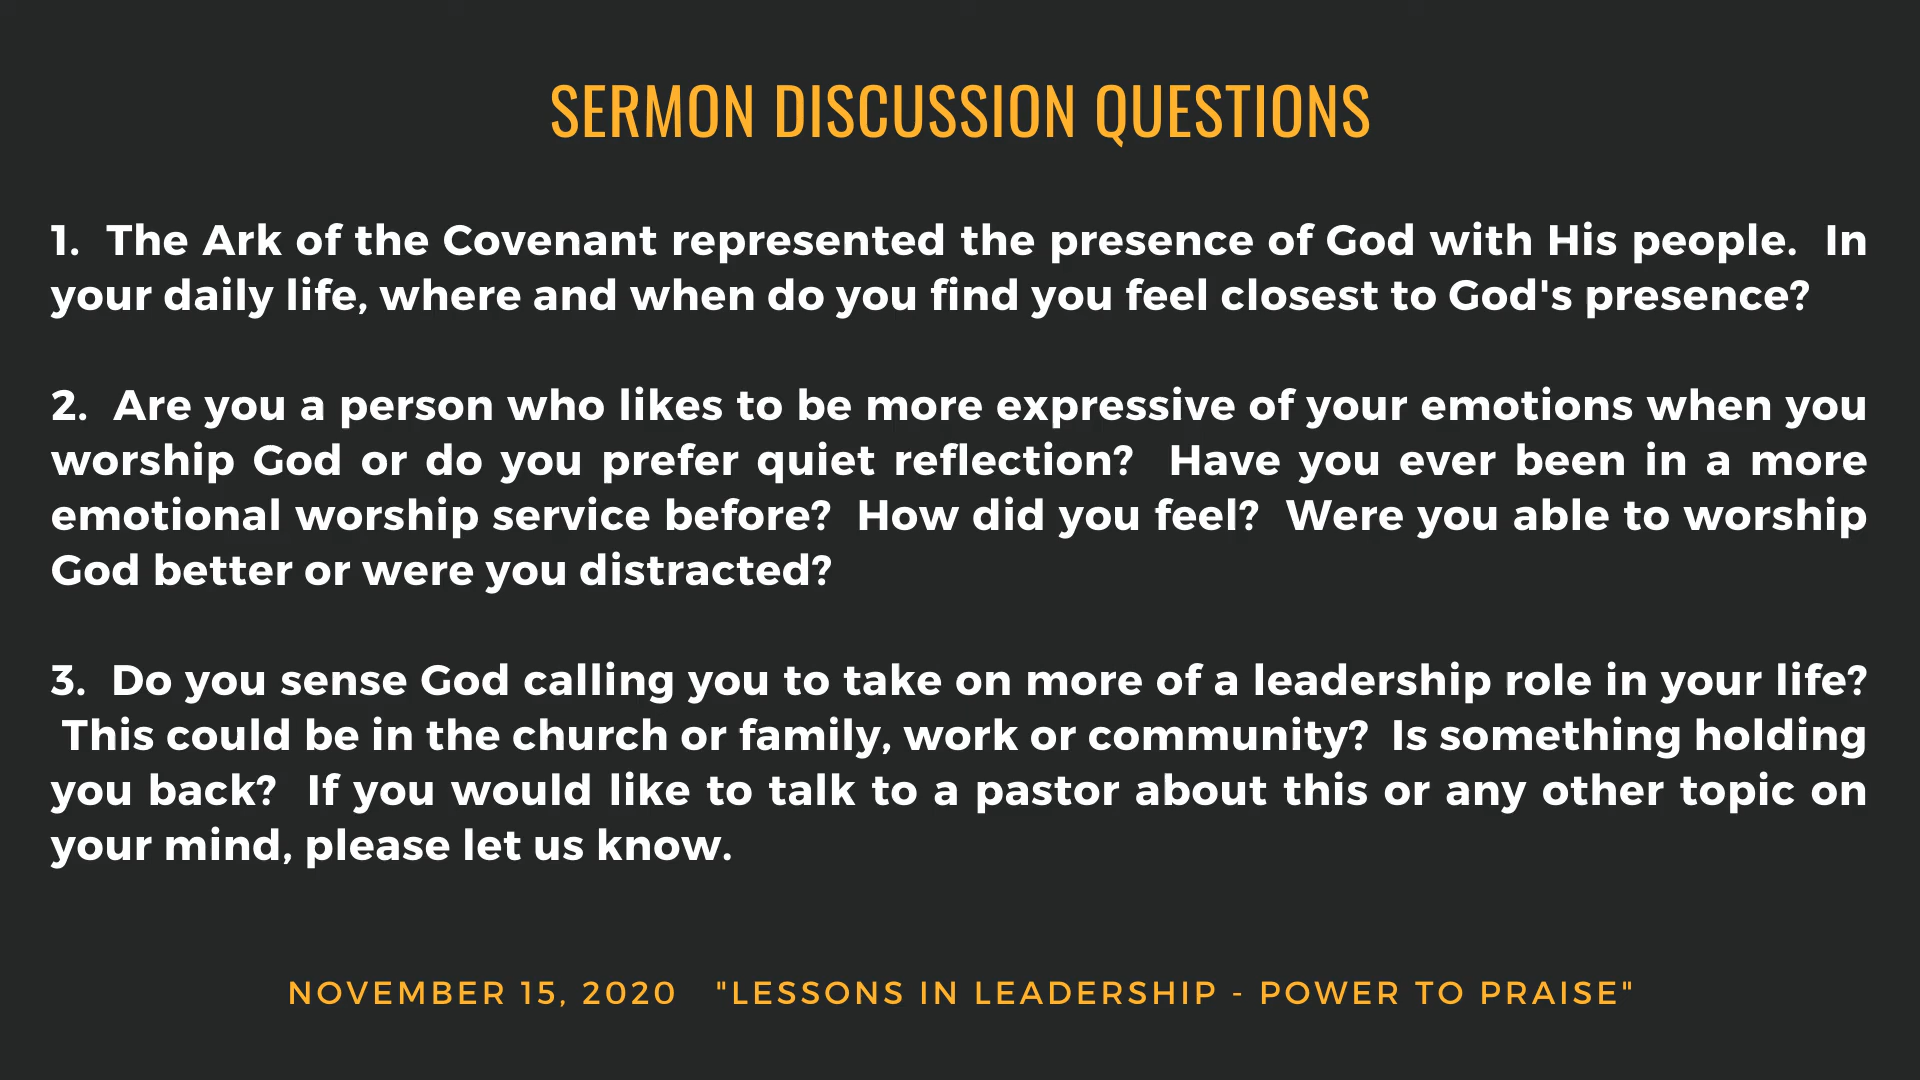 SERMON DISCUSSION QUESTIONS
1.  The Ark of the Covenant represented the presence of God with His people.  In
your daily life, where and when do you find you feel closest to God's presence?
2.  Are you a person who likes to be more expressive of your emotions when you
worship God or do you prefer quiet reflection?  Have you ever been in a more
emotional worship service before?  How did you feel?  Were you able to worship
God better or were you distracted?
3.  Do you sense God calling you to take on more of a leadership role in your life?
This could be in the church or family, work or community?  Is something holding
you back?  If you would like to talk to a pastor about this or any other topic on
your mind, please let us know.
NOVEMBER 15, 2020   "LESSONS IN LEADERSHIP - POWER TO PRAISE"